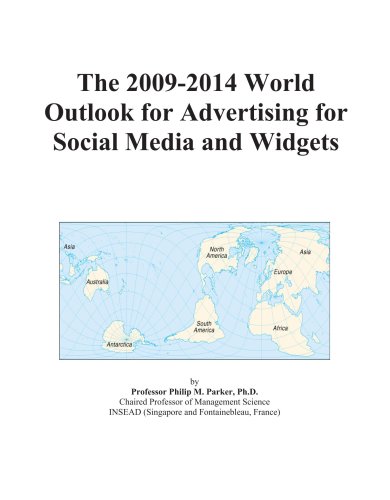 The 2009-2014 World
Outlook for Advertising for
Social Media and Widgets
Asia
Australia
Antarctica
North
America
South
America
Asia
Europe
Africa
by
Professor Philip M. Parker, Ph.D.
Chaired Professor of Management Science
INSEAD (Singapore and Fontainebleau, France)